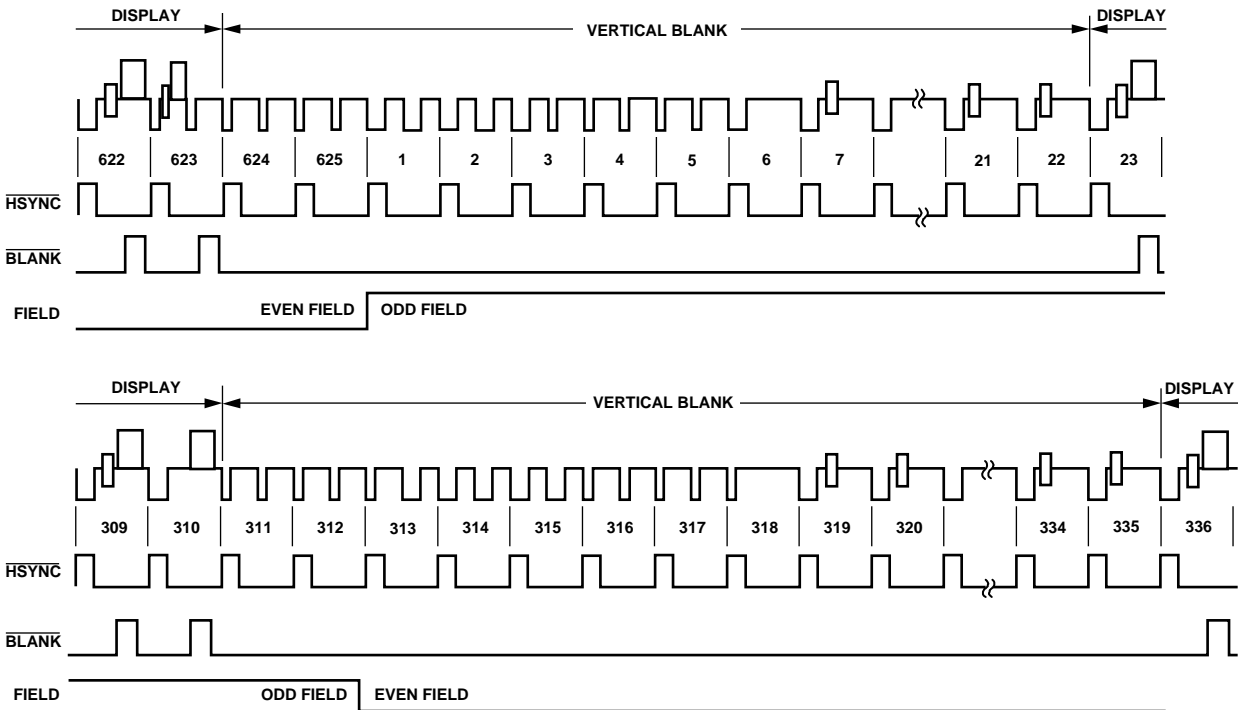 DISPLAY VERTICAL BLANK DISPLAY
622 623 624 625 1 2 3 4 5 6 7 21 22 23
HSYNC
BLANK
FIELD EVEN FIELD ODD FIELD
DISPLAY VERTICAL BLANK DISPLAY
309 310 311 312 313 314 315 316 317 318 319 320 334 335 336
HSYNC
BLANK
FIELD ODD FIELD EVEN FIELD